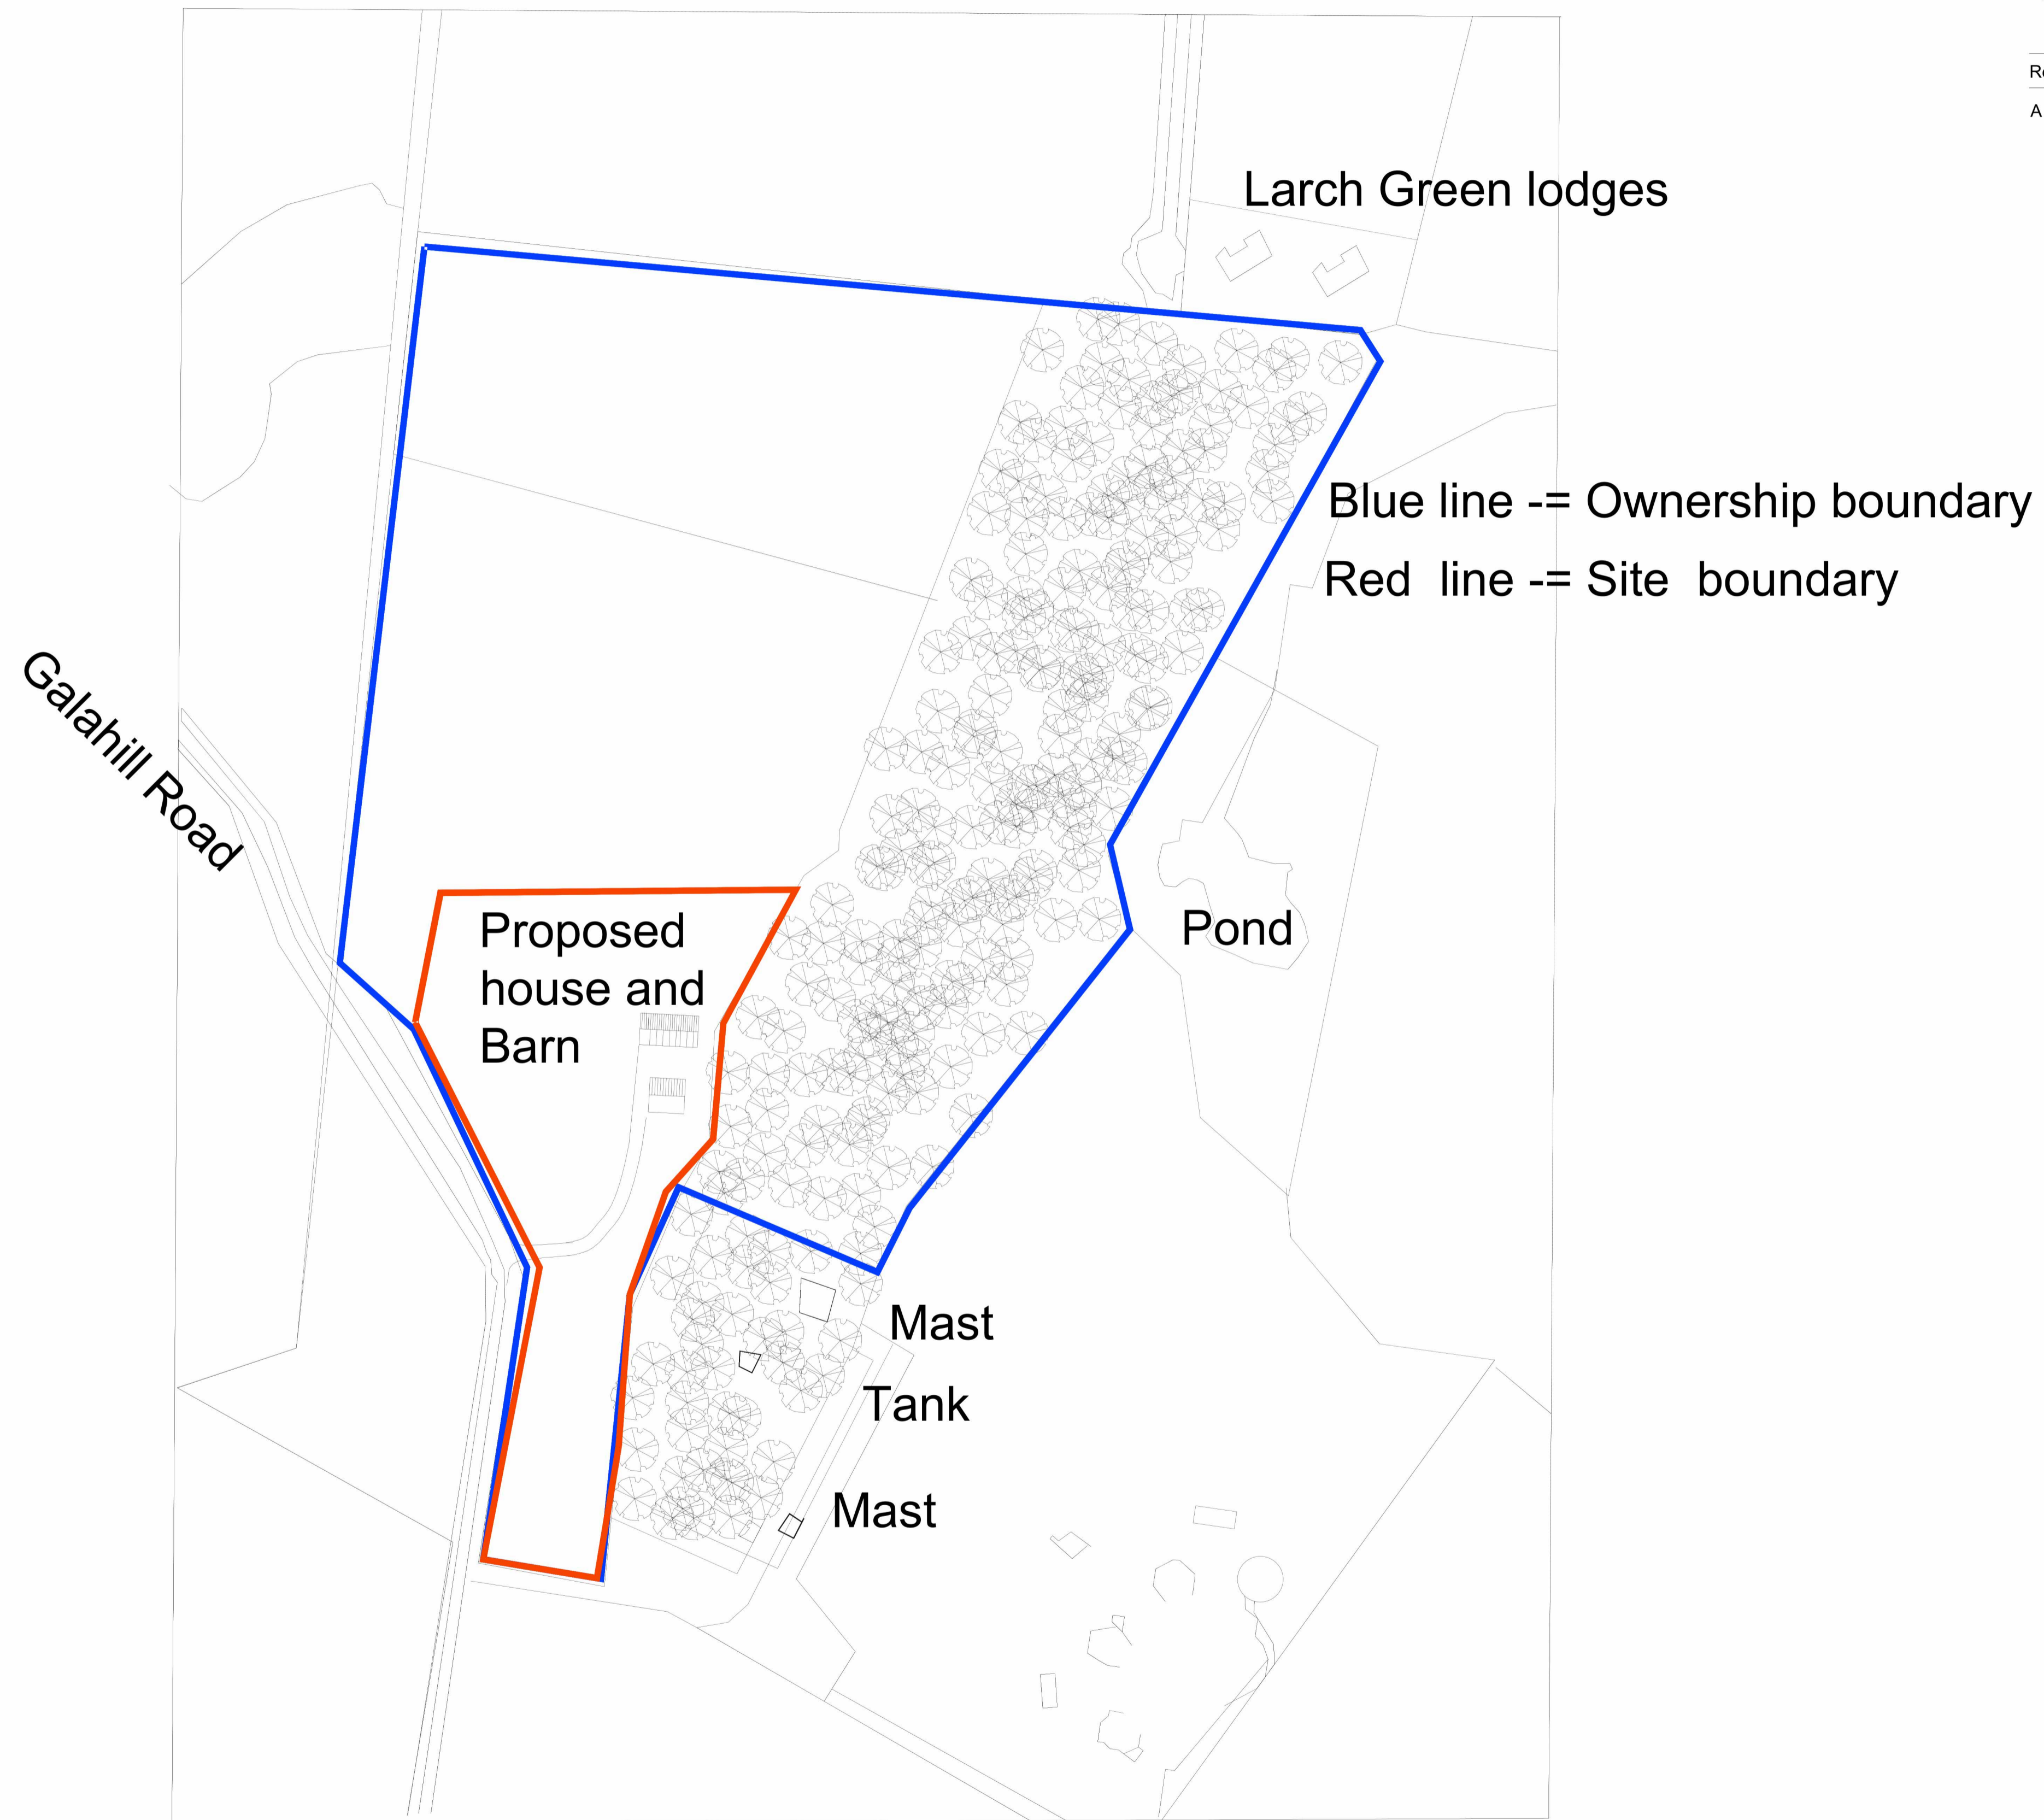 Larch Green lodges
Blue line -= Ownership boundary
Red line -= Site boundary
Galahill Road
Proposed
house and
Barn
Pond
Mast
Tank
Mast
A